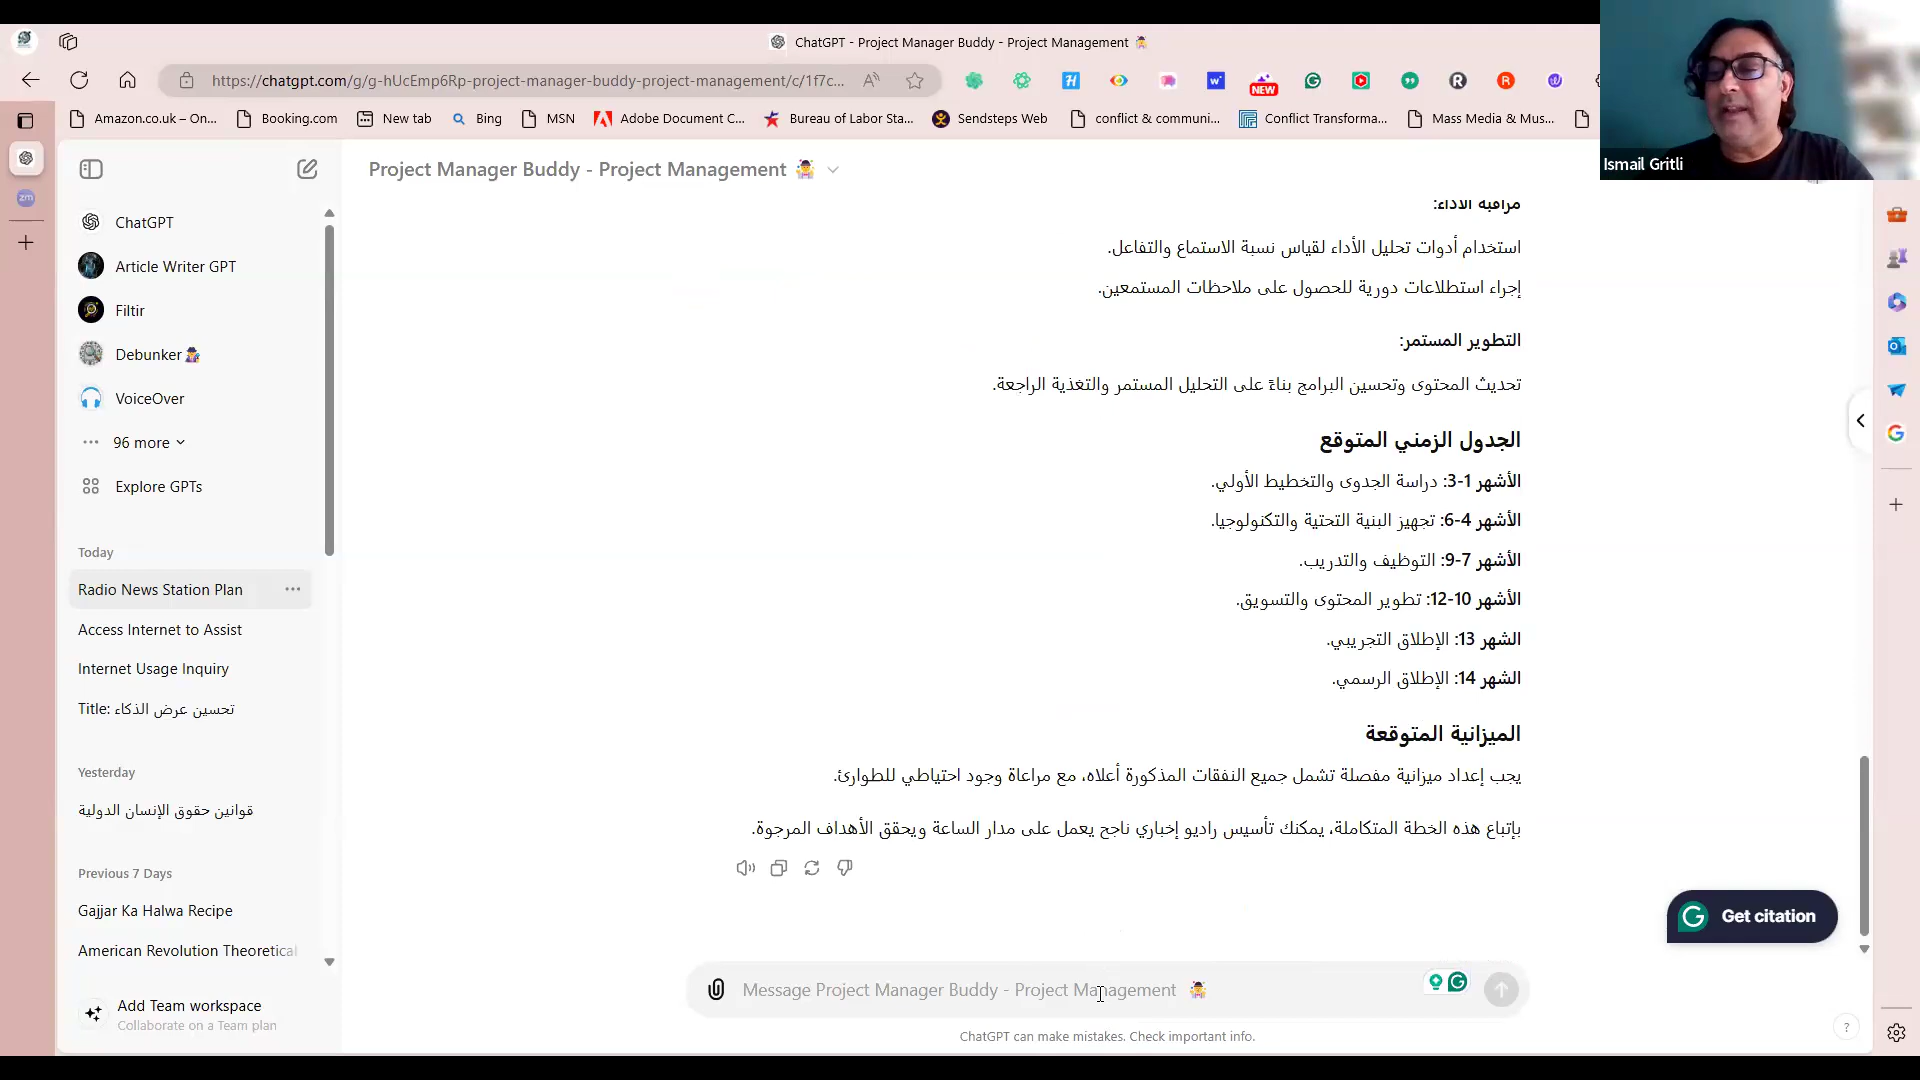 ChatGPT - Project Manager Buddy - Project Management
https://chatgpt.com/g/g-hUcEmp6Rp-project-manager-buddy-project-management/c/1f7c...
NEW
Amazon.co.uk – On...
Booking.com
New tab
Bing
MSN
Adobe Document C...
Bureau of Labor Sta...
Sendsteps Web
conflict & communi...
Conflict Transforma...
Mass Media & Mus...
Ismail Gritli
zm
ChatGPT
Article Writer GPT
Filtir
Debunker
VoiceOver
96 more
Explore GPTs
Today
Radio News Station Plan
Access Internet to Assist
Internet Usage Inquiry
Title: تحسين عرض الذكاء
Yesterday
قوانين حقوق الإنسان الدولية
Previous 7 Days
Gajjar Ka Halwa Recipe
American Revolution Theoretical
Add Team workspace
Collaborate on a Team plan
Project Manager Buddy - Project Management
مراقبة الأداء:
استخدام أدوات تحليل الأداء لقياس نسبة الاستماع والتفاعل.
إجراء استطلاعات دورية للحصول على ملاحظات المستمعين.
التطوير المستمر:
تحديث المحتوى وتحسين البرامج بناءً على التحليل المستمر والتغذية الراجعة.
الجدول الزمني المتوقع
الأشهر 1-3: دراسة الجدوى والتخطيط الأولي.
الأشهر 4-6: تجهيز البنية التحتية والتكنولوجيا.
الأشهر 7-9: التوظيف والتدريب.
الأشهر 10-12: تطوير المحتوى والتسويق.
الشهر 13: الإطلاق التجريبي.
الشهر 14: الإطلاق الرسمي.
الميزانية المتوقعة
يجب إعداد ميزانية مفصلة تشمل جميع النفقات المذكورة أعلاه، مع مراعاة وجود احتياطي للطوارئ.
بإتباع هذه الخطة المتكاملة، يمكنك تأسيس راديو إخباري ناجح يعمل على مدار الساعة ويحقق الأهداف المرجوة.
Get citation
Message Project Manager Buddy - Project Management
ChatGPT can make mistakes. Check important info.
?